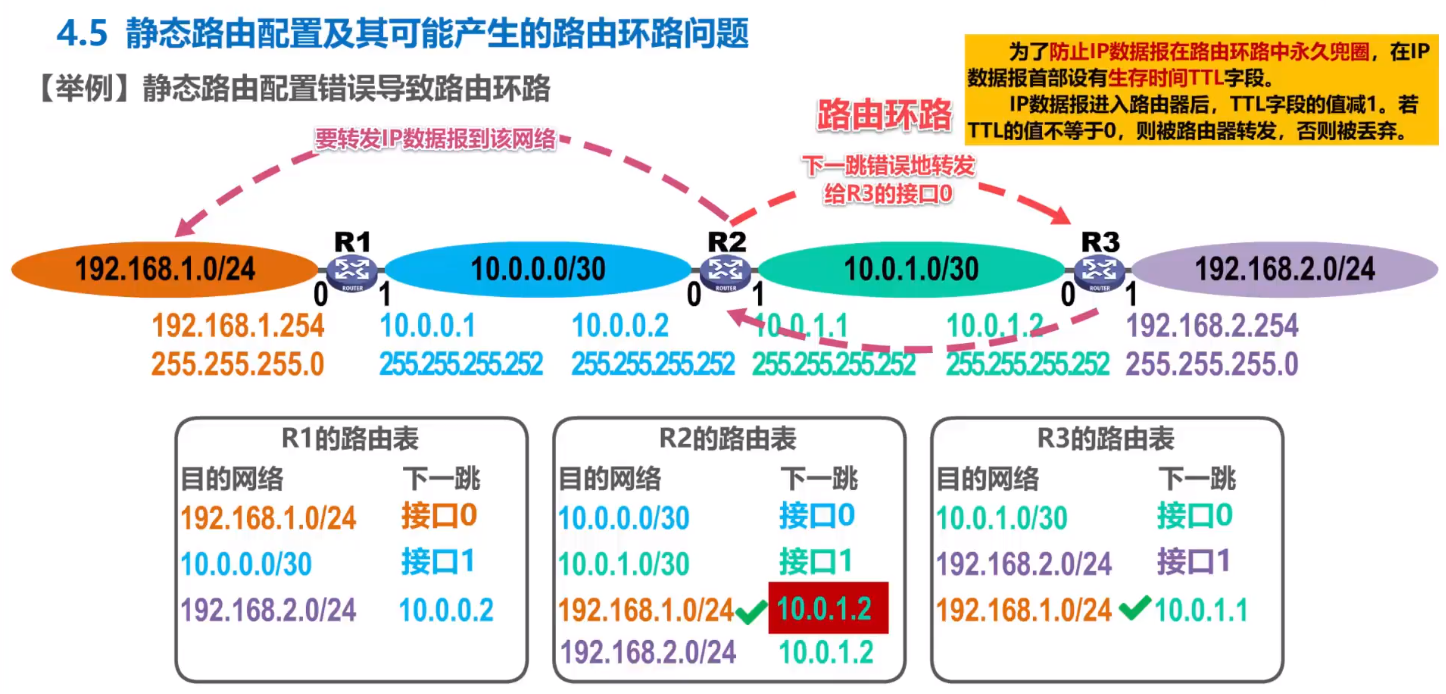 4.5 静态路由配置及其可能产生的路由环路问题
【举例】静态路由配置错误导致路由环路
为了防止IP数据报在路由环路中永久兜圈，在IP
数据报首部设有生存时间TTL字段。
IP数据报进入路由器后，TTL字段的值减1。若
TTL的值不等于0，则被路由器转发，否则被丢弃。
路由环路
要转发IP数据报到该网络
下一跳错误地转发
给R3的接口0
R1 R2 R3
192.168.1.0/24 ROUTER 10.0.0.0/30 ROUTER 10.0.1.0/30 ROUTER 192.168.2.0/24
0 1 0 1 0 1
192.168.1.254 10.0.0.1 10.0.0.2 10.0.1.1 10.0.1.2 192.168.2.254
255.255.255.0 255.255.255.252 255.255.255.252 255.255.255.252 255.255.255.252 255.255.255.0
R1的路由表
目的网络 下一跳
192.168.1.0/24 接口0
10.0.0.0/30 接口1
192.168.2.0/24 10.0.0.2
R2的路由表
目的网络 下一跳
10.0.0.0/30 接口0
10.0.1.0/30 接口1
192.168.1.0/24 10.0.1.2
192.168.2.0/24 10.0.1.2
R3的路由表
目的网络 下一跳
10.0.1.0/30 接口0
192.168.2.0/24 接口1
192.168.1.0/24 10.0.1.1